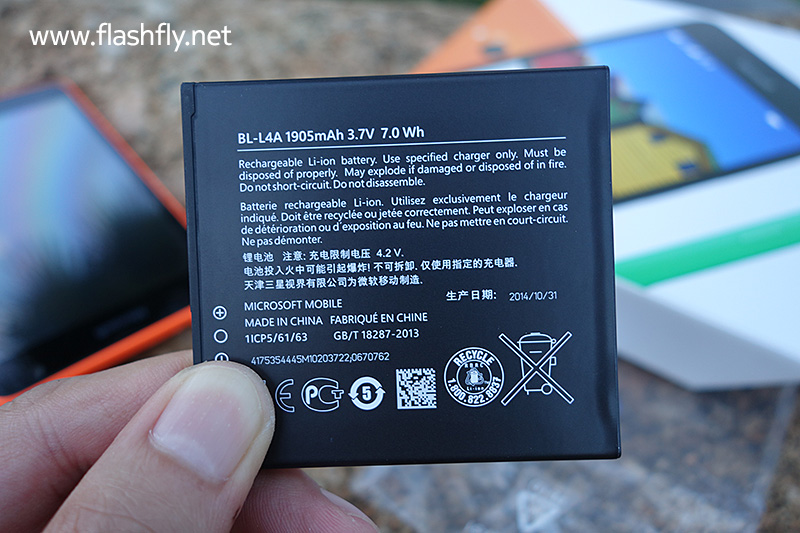 www.flashfly.net
BL-L4A 1905mAh 3.7V 7.0 Wh
Rechargeable Li-ion battery. Use specified charger only. Must be
disposed of properly. May explode if damaged or disposed of in fire.
Do not short-circuit. Do not disassemble.
Batterie rechargeable Li-ion. Utilisez exclusivement le chargeur
indiqué. Doit être recyclée ou jetée correctement. Peut exploser en cas
de détérioration ou d'exposition au feu. Ne pas mettre en court-circuit.
Ne pas démonter.
锂电池 注意: 充电限制电压 4.2 V.
电池投入火中可能引起爆炸! 不可拆卸. 仅使用指定的充电器.
天津三星视界有限公司为微软移动制造.
生产日期: 2014/10/31
MICROSOFT MOBILE
MADE IN CHINA FABRIQUÉ EN CHINE
1ICP5/61/63 GB/T 18287-2013
4175354445M10203722;0670762
CE PCT 5
RECYCLE
Li-ion
1.800.822.8837